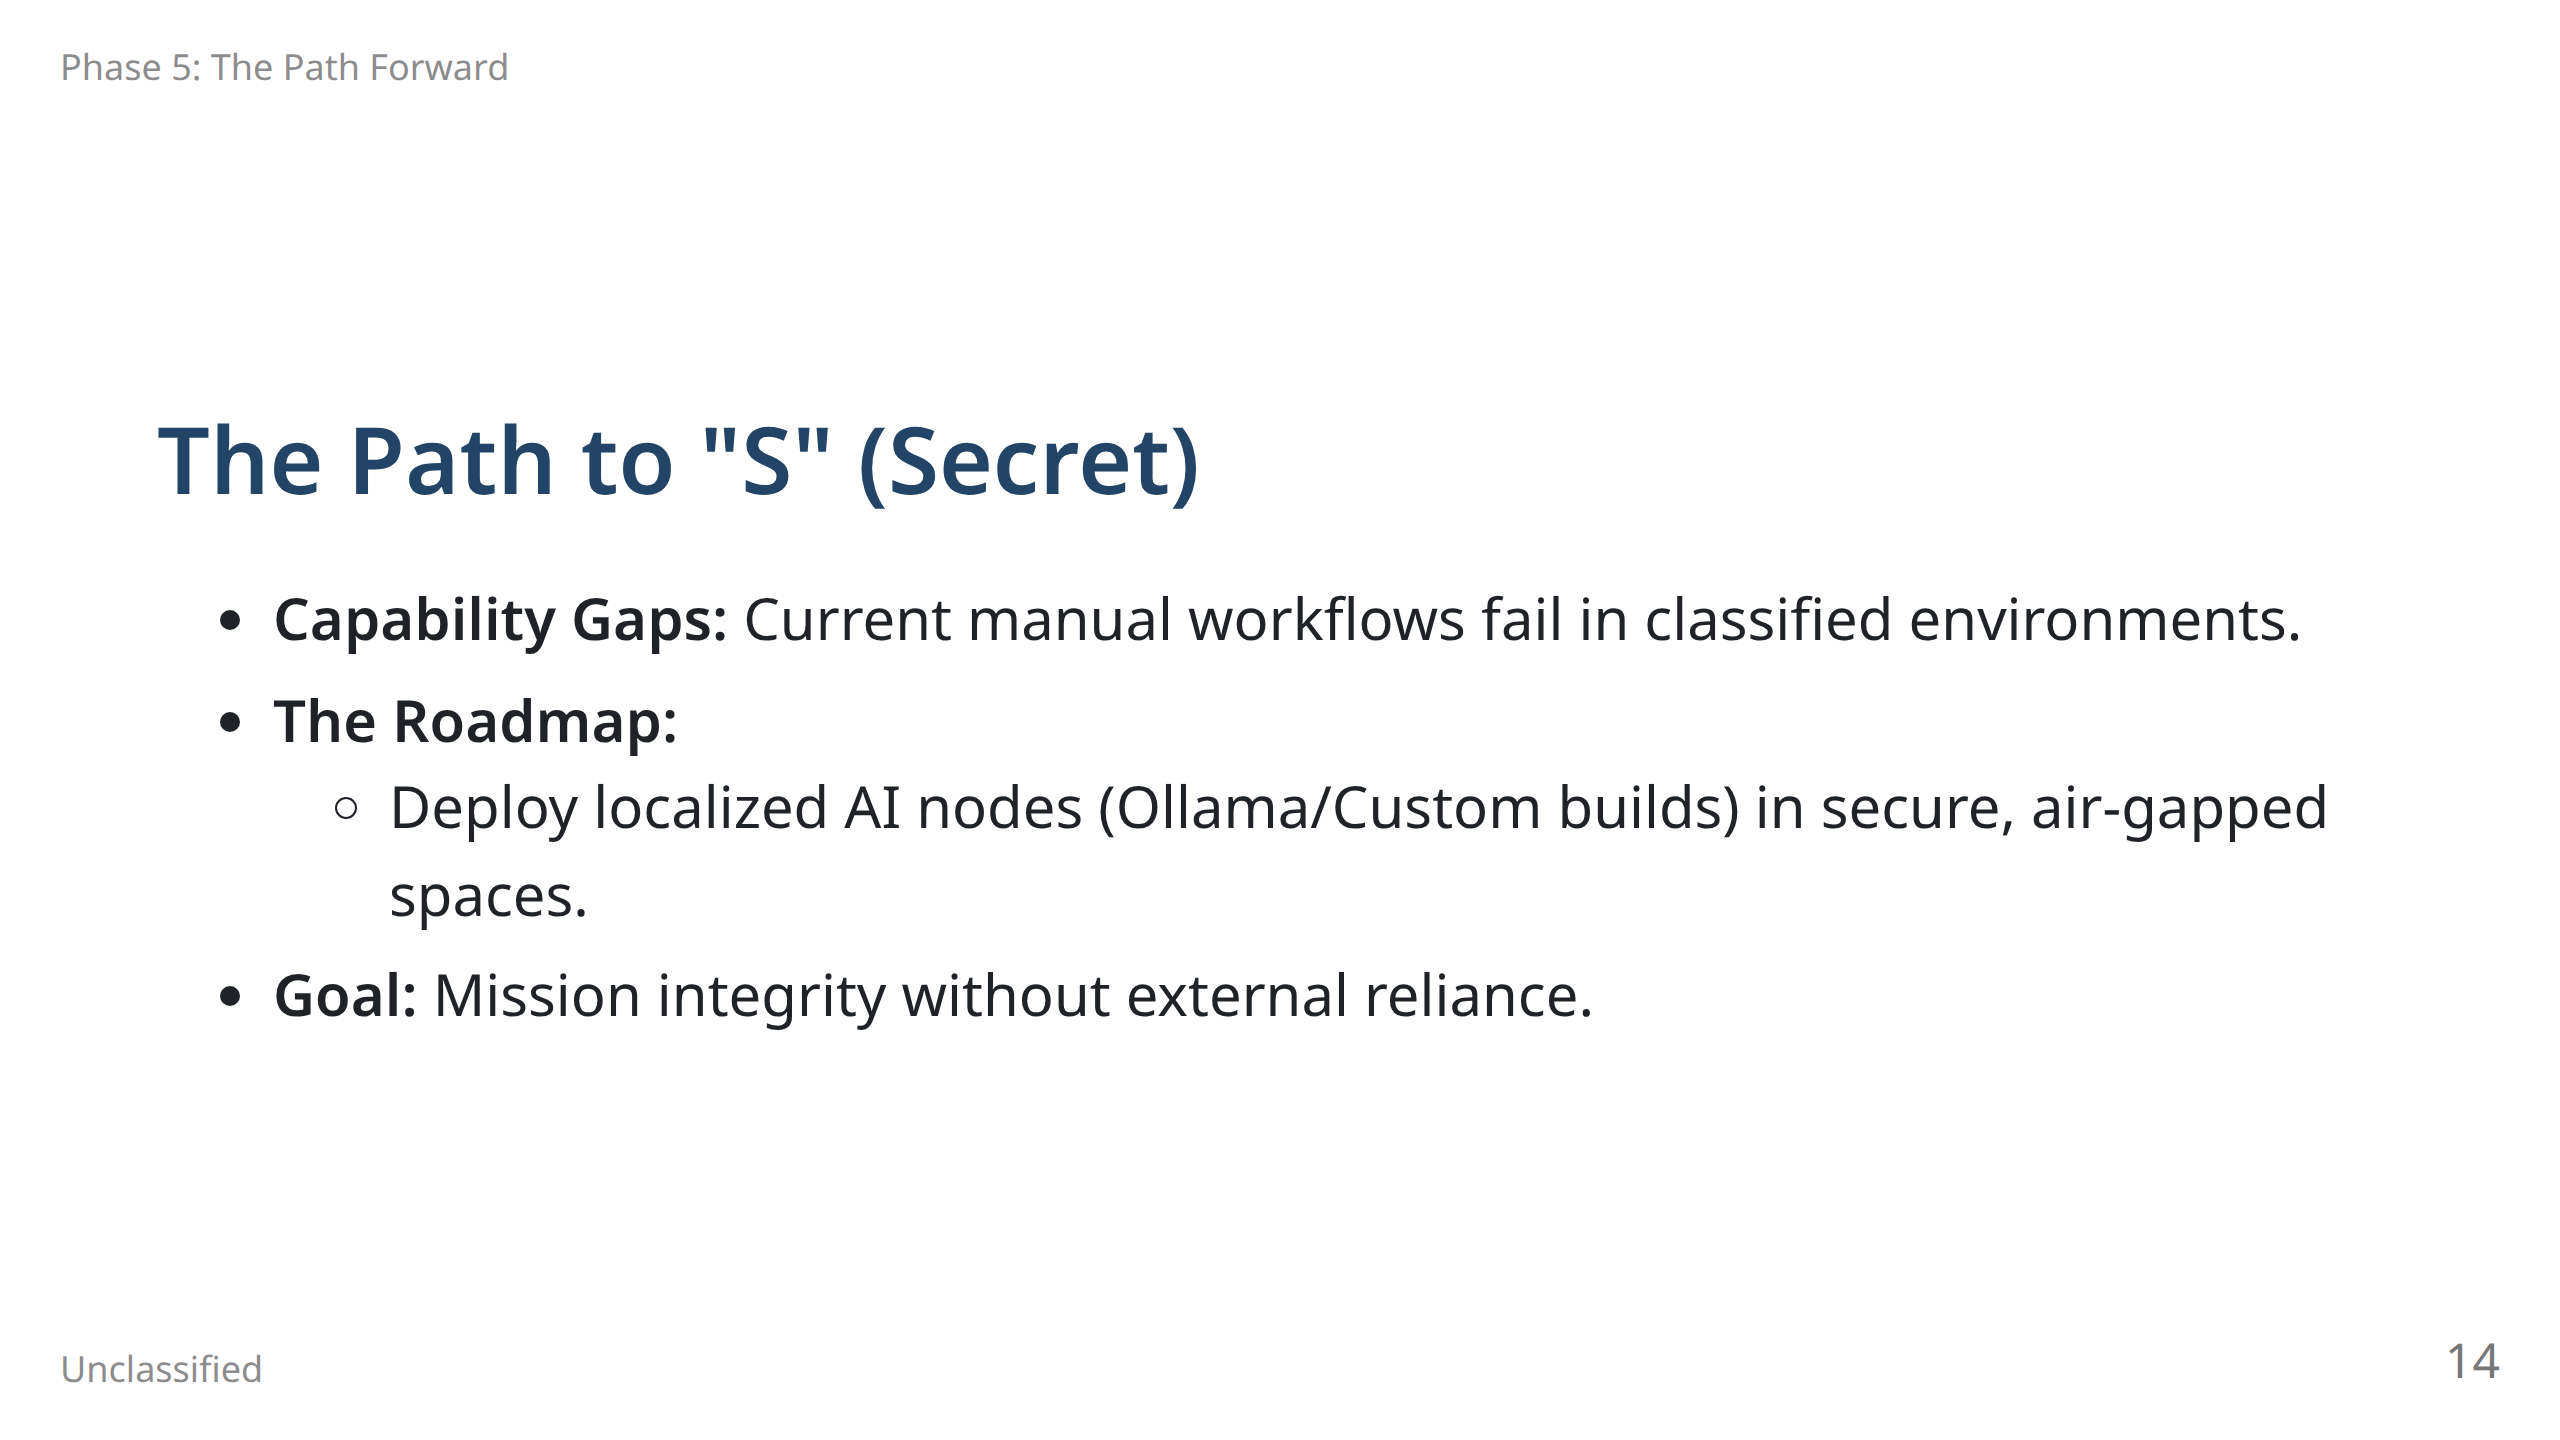 Phase 5: The Path Forward
The Path to "S" (Secret)
• Capability Gaps: Current manual workflows fail in classified environments.
• The Roadmap:
○ Deploy localized AI nodes (Ollama/Custom builds) in secure, air-gapped
spaces.
• Goal: Mission integrity without external reliance.
Unclassified
14